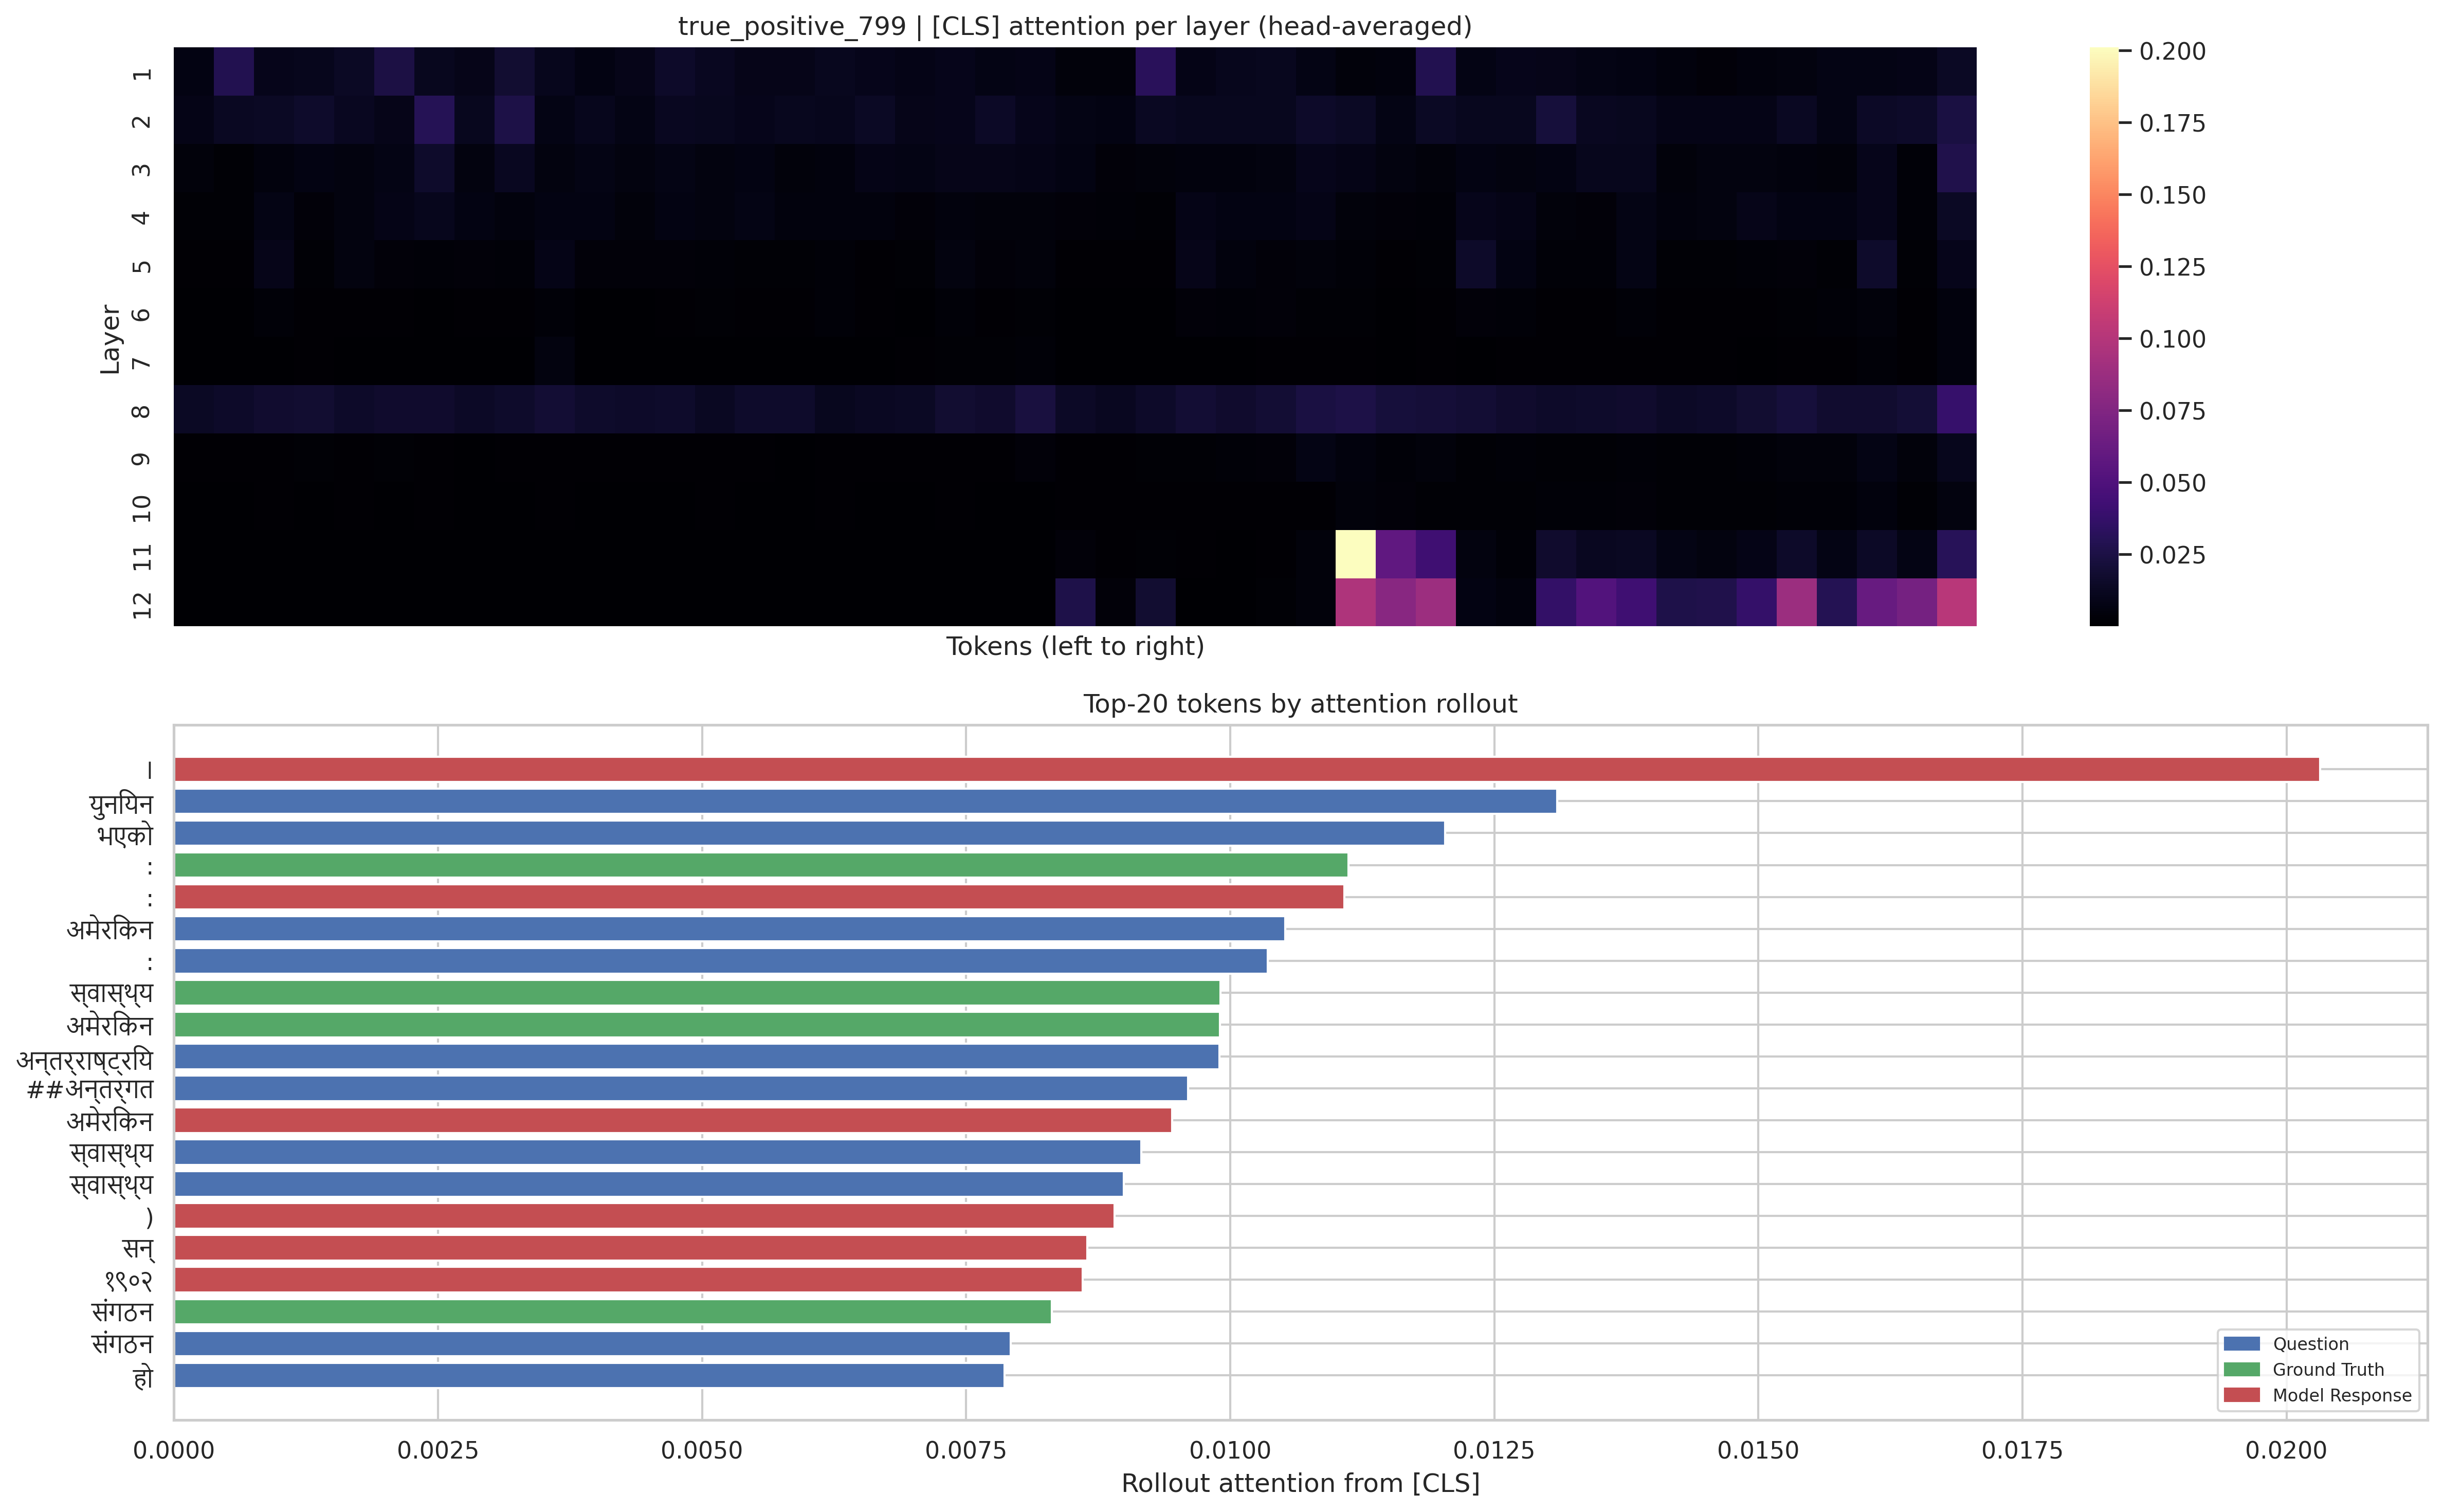 true_positive_799 | [CLS] attention per layer (head-averaged)
Layer
1
2
3
4
5
6
7
8
9
10
11
12
Tokens (left to right)
0.200
0.175
0.150
0.125
0.100
0.075
0.050
0.025
Top-20 tokens by attention rollout
।
युनयिन
भएको
:
:
अमेरकिन
:
स्वास्थ्य
अमेरकिन
अन्तर्राष्ट्रयि
##अन्तर्गत
अमेरकिन
स्वास्थ्य
स्वास्थ्य
)
सन्
१९०२
संगठन
संगठन
हो
Question
Ground Truth
Model Response
0.0000 0.0025 0.0050 0.0075 0.0100 0.0125 0.0150 0.0175 0.0200
Rollout attention from [CLS]